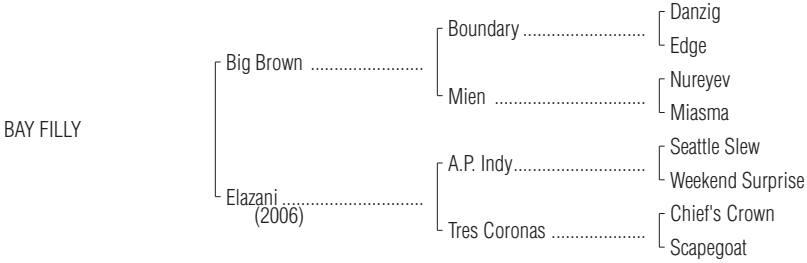 Danzig
Boundary ........................
Edge
Big Brown ......................
Nureyev
Mien ..............................
Miasma
BAY FILLY
Seattle Slew
A.P. Indy..........................
Weekend Surprise
Elazani ............................
(2006)
Chief's Crown
Tres Coronas ..................
Scapegoat